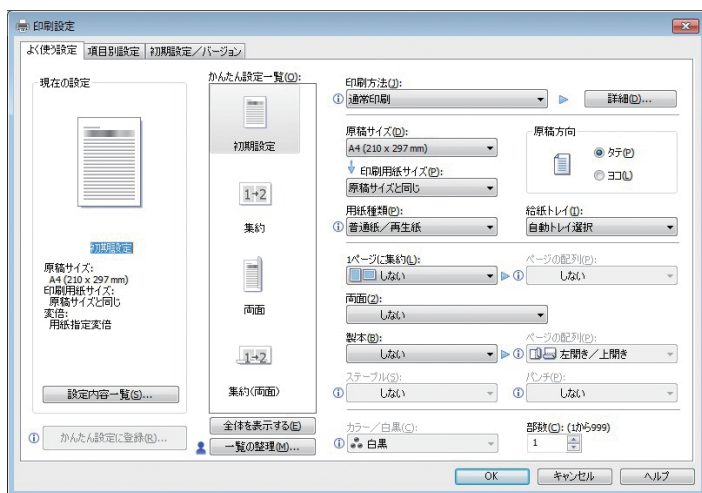 印刷設定
よく使う設定
項目別設定
初期設定／バージョン
現在の設定
初期設定
原稿サイズ:
A4 (210 x 297 mm)
印刷用紙サイズ:
原稿サイズと同じ
変倍:
用紙指定変倍
設定内容一覧(S)...
かんたん設定に登録(R)...
かんたん設定一覧(O):
初期設定
1→2
集約
両面
1→2
集約(両面)
全体を表示する(E)
一覧の整理(M)...
印刷方法(J):
通常印刷
詳細(D)...
原稿サイズ(D):
A4 (210 x 297 mm)
印刷用紙サイズ(P):
原稿サイズと同じ
原稿方向
タテ(P)
ヨコ(L)
用紙種類(P):
普通紙／再生紙
給紙トレイ(I):
自動トレイ選択
1ページに集約(L):
しない
ページの配列(P):
しない
両面(2):
しない
製本(B):
しない
ページの配列(P):
左開き／上開き
ステープル(S):
しない
パンチ(E):
しない
カラー／白黒(C):
白黒
部数(C): (1から999)
1
OK
キャンセル
ヘルプ